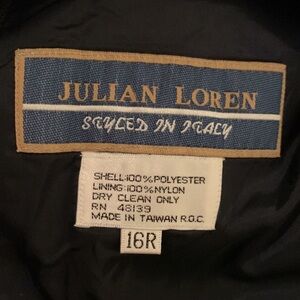 JULIAN LOREN
STYLED IN ITALY
SHELL:100% POLYESTER
LINING:100% NYLON
DRY CLEAN ONLY
RN 46139
MADE IN TAIWAN R.O.C.
16R